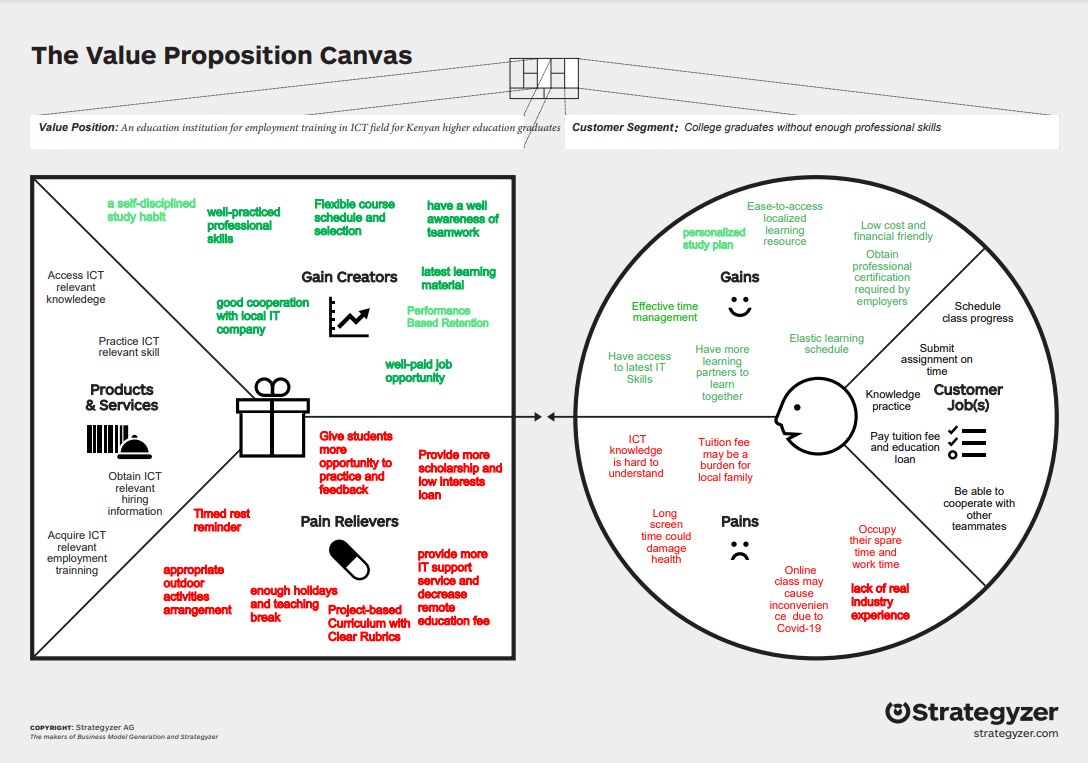 The Value Proposition Canvas
Value Position: An education institution for employment training in ICT field for Kenyan higher education graduates
Customer Segment: College graduates without enough professional skills
a self-disciplined
study habit
well-practiced
professional
skills
Flexible course
schedule and
selection
have a well
awareness of
teamwork
Gain Creators
latest learning
material
good cooperation
with local IT
company
Performance
Based Retention
well-paid job
opportunity
Access ICT
relevant
knowledege
Practice ICT
relevant skill
Products
& Services
Obtain ICT
relevant
hiring
information
Acquire ICT
relevant
employment
trainning
Give students
more
opportunity to
practice and
feedback
Provide more
scholarship and
low interests
loan
Timed rest
reminder
Pain Relievers
appropriate
outdoor
activities
arrangement
enough holidays
and teaching
break
Project-based
Curriculum with
Clear Rubrics
provide more
IT support
service and
decrease
remote
education fee
Ease-to-access
localized
learning
resource
personalized
study plan
Low cost and
financial friendly
Obtain
professional
certification
required by
employers
Gains
Effective time
management
Elastic learning
schedule
Have access
to latest IT
Skills
Have more
learning
partners to
learn
together
Schedule
class progress
Submit
assignment on
time
Knowledge
practice
Customer
Job(s)
Pay tuition fee
and education
loan
Be able to
cooperate with
other
teammates
ICT
knowledge
is hard to
understand
Tuition fee
may be a
burden for
local family
Long
screen
time could
damage
health
Pains
Occupy
their spare
time and
work time
Online
class may
cause
inconvenien
ce due to
Covid-19
lack of real
industry
experience
COPYRIGHT: Strategyzer AG
The makers of Business Model Generation and Strategyzer
Strategyzer
strategyzer.com